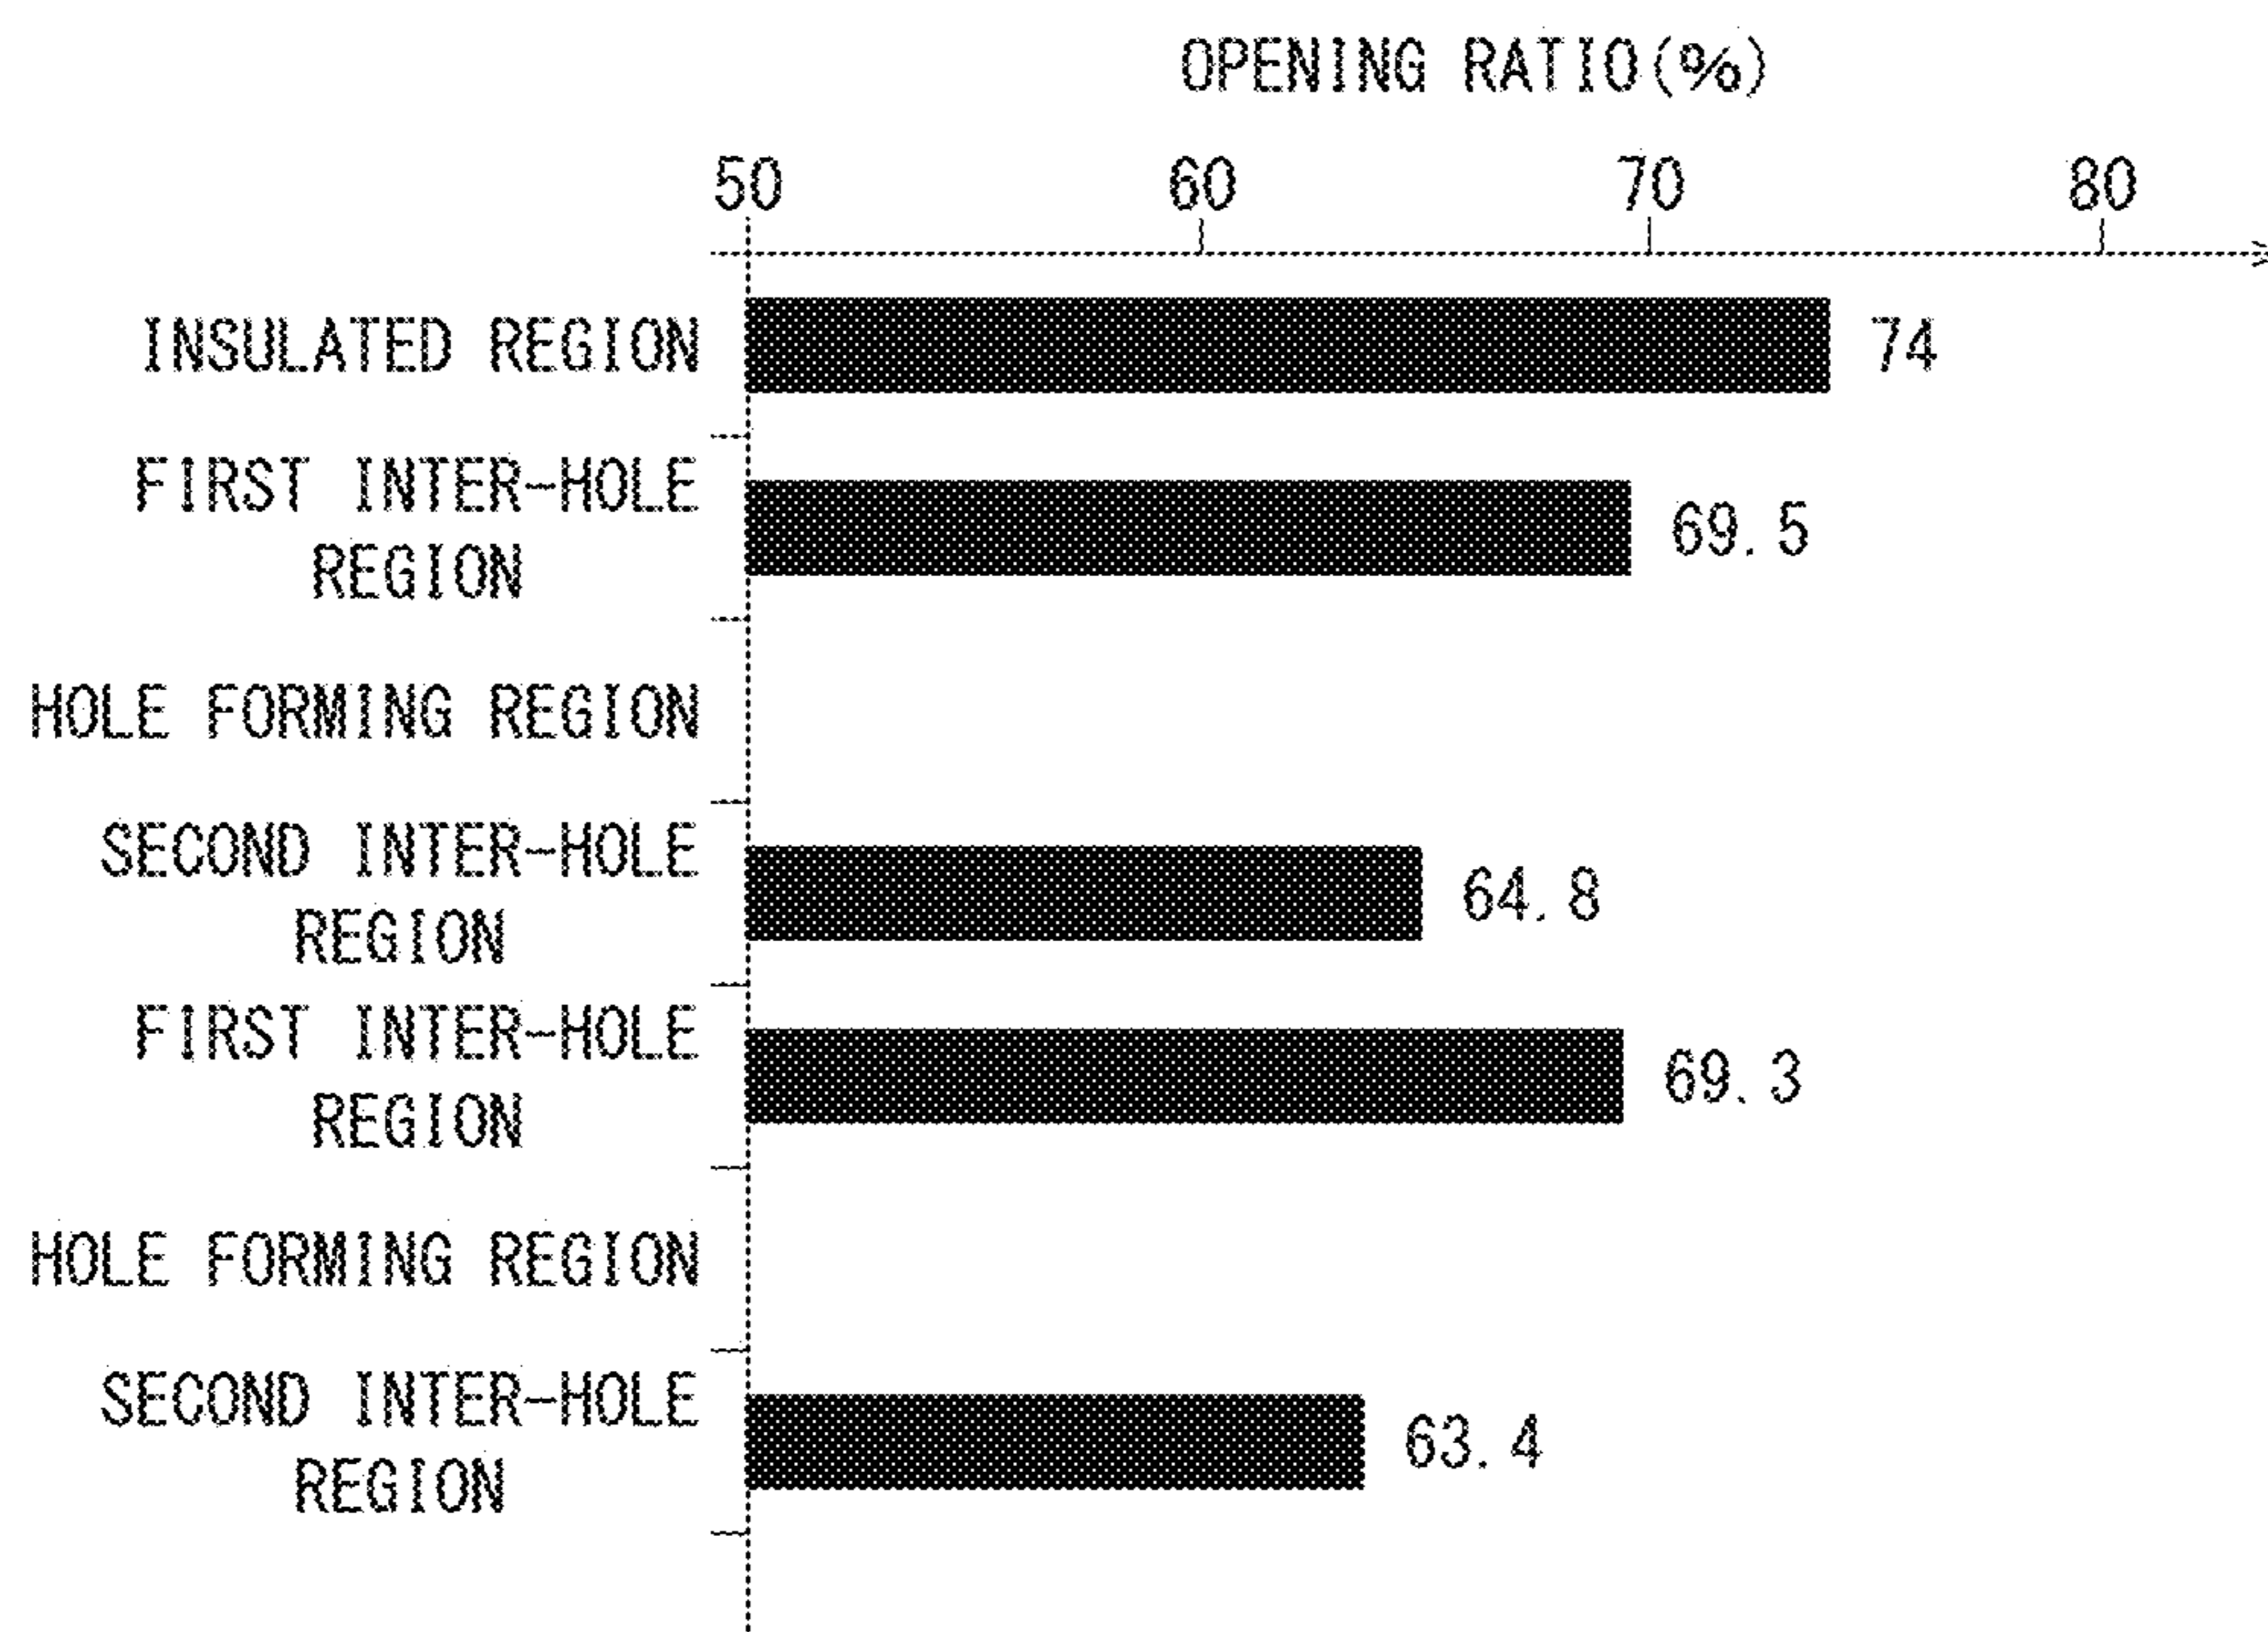 OPENING RATIO(%)
50 60 70 80
INSULATED REGION 74
FIRST INTER-HOLE
REGION
69.5
HOLE FORMING REGION
SECOND INTER-HOLE
REGION
64.8
FIRST INTER-HOLE
REGION
69.3
HOLE FORMING REGION
SECOND INTER-HOLE
REGION
63.4